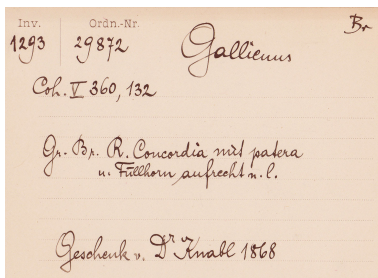 Inv. Ordn.-Nr. Br
1293 29872 Gallienus
Coh. V 360, 132
Gr. Br. R. Concordia mit patera
u. Füllhorn aufrecht n. l.
Geschenk v. Dr Knabl 1868